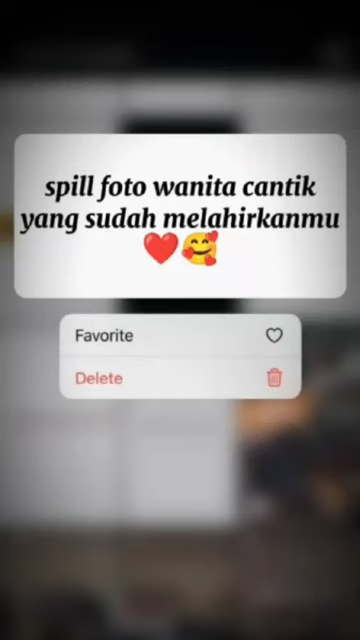 spill foto wanita cantik
yang sudah melahirkanmu
❤️🥰
Favorite
Delete